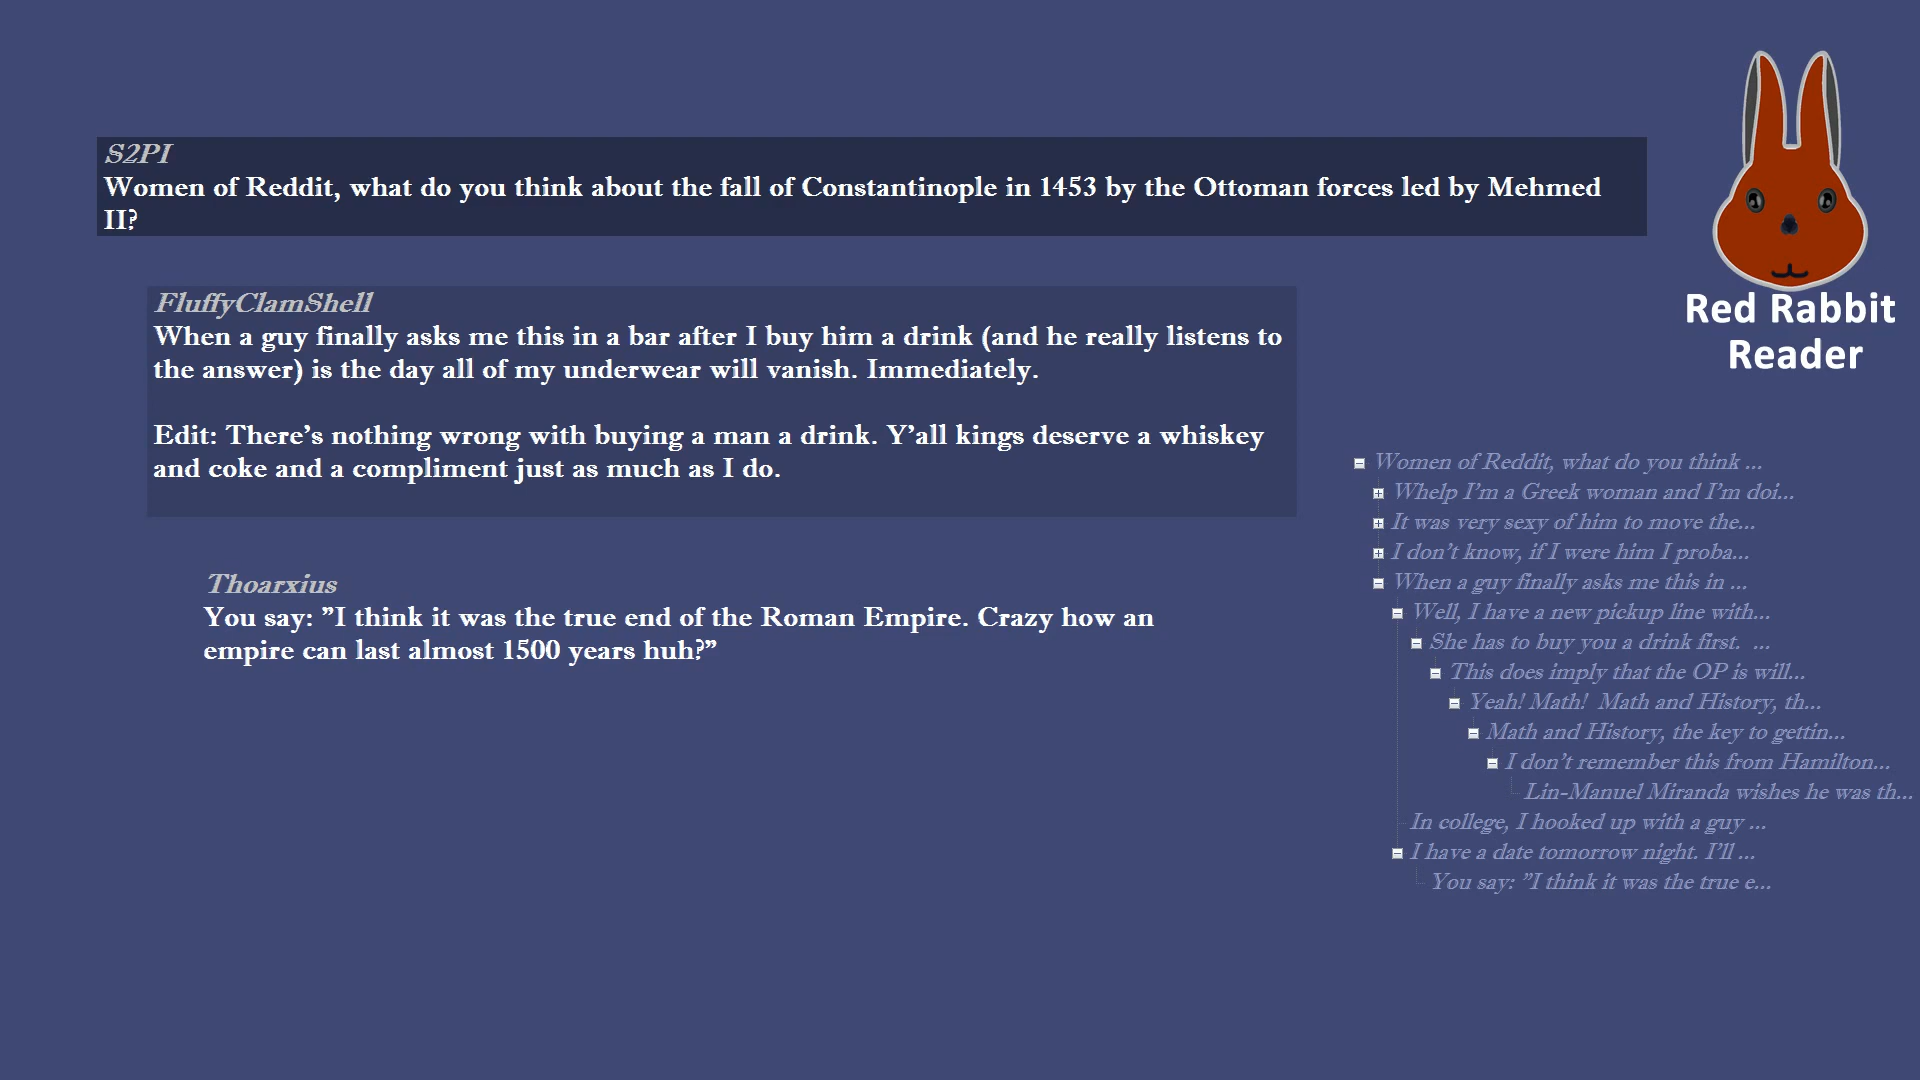 S2PI
Women of Reddit, what do you think about the fall of Constantinople in 1453 by the Ottoman forces led by Mehmed
II?
FluffyClamShell
When a guy finally asks me this in a bar after I buy him a drink (and he really listens to
the answer) is the day all of my underwear will vanish. Immediately.
Edit: There's nothing wrong with buying a man a drink. Y'all kings deserve a whiskey
and coke and a compliment just as much as I do.
Thoarxius
You say: "I think it was the true end of the Roman Empire. Crazy how an
empire can last almost 1500 years huh?"
Red Rabbit
Reader
Women of Reddit, what do you think ...
Whelp I'm a Greek woman and I'm doi...
It was very sexy of him to move the...
I don't know, if I were him I proba...
When a guy finally asks me this in ...
Well, I have a new pickup line with...
She has to buy you a drink first. ...
This does imply that the OP is will...
Yeah! Math! Math and History, th...
Math and History, the key to gettin...
I don't remember this from Hamilton...
Lin-Manuel Miranda wishes he was th...
In college, I hooked up with a guy ...
I have a date tomorrow night. I'll ...
You say: "I think it was the true e...